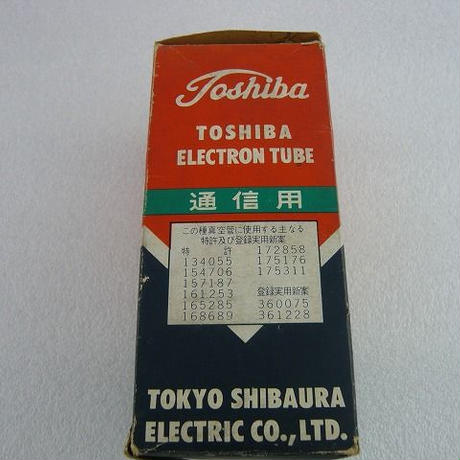 Toshiba
TOSHIBA
ELECTRON TUBE
通信用
この種真空管に使用する主なる
特許及び登録実用新案
特許 172858
134055 175176
154706 175311
157187
161253 登録実用新案
165285 360075
168689 361228
TOKYO SHIBAURA
ELECTRIC CO., LTD.